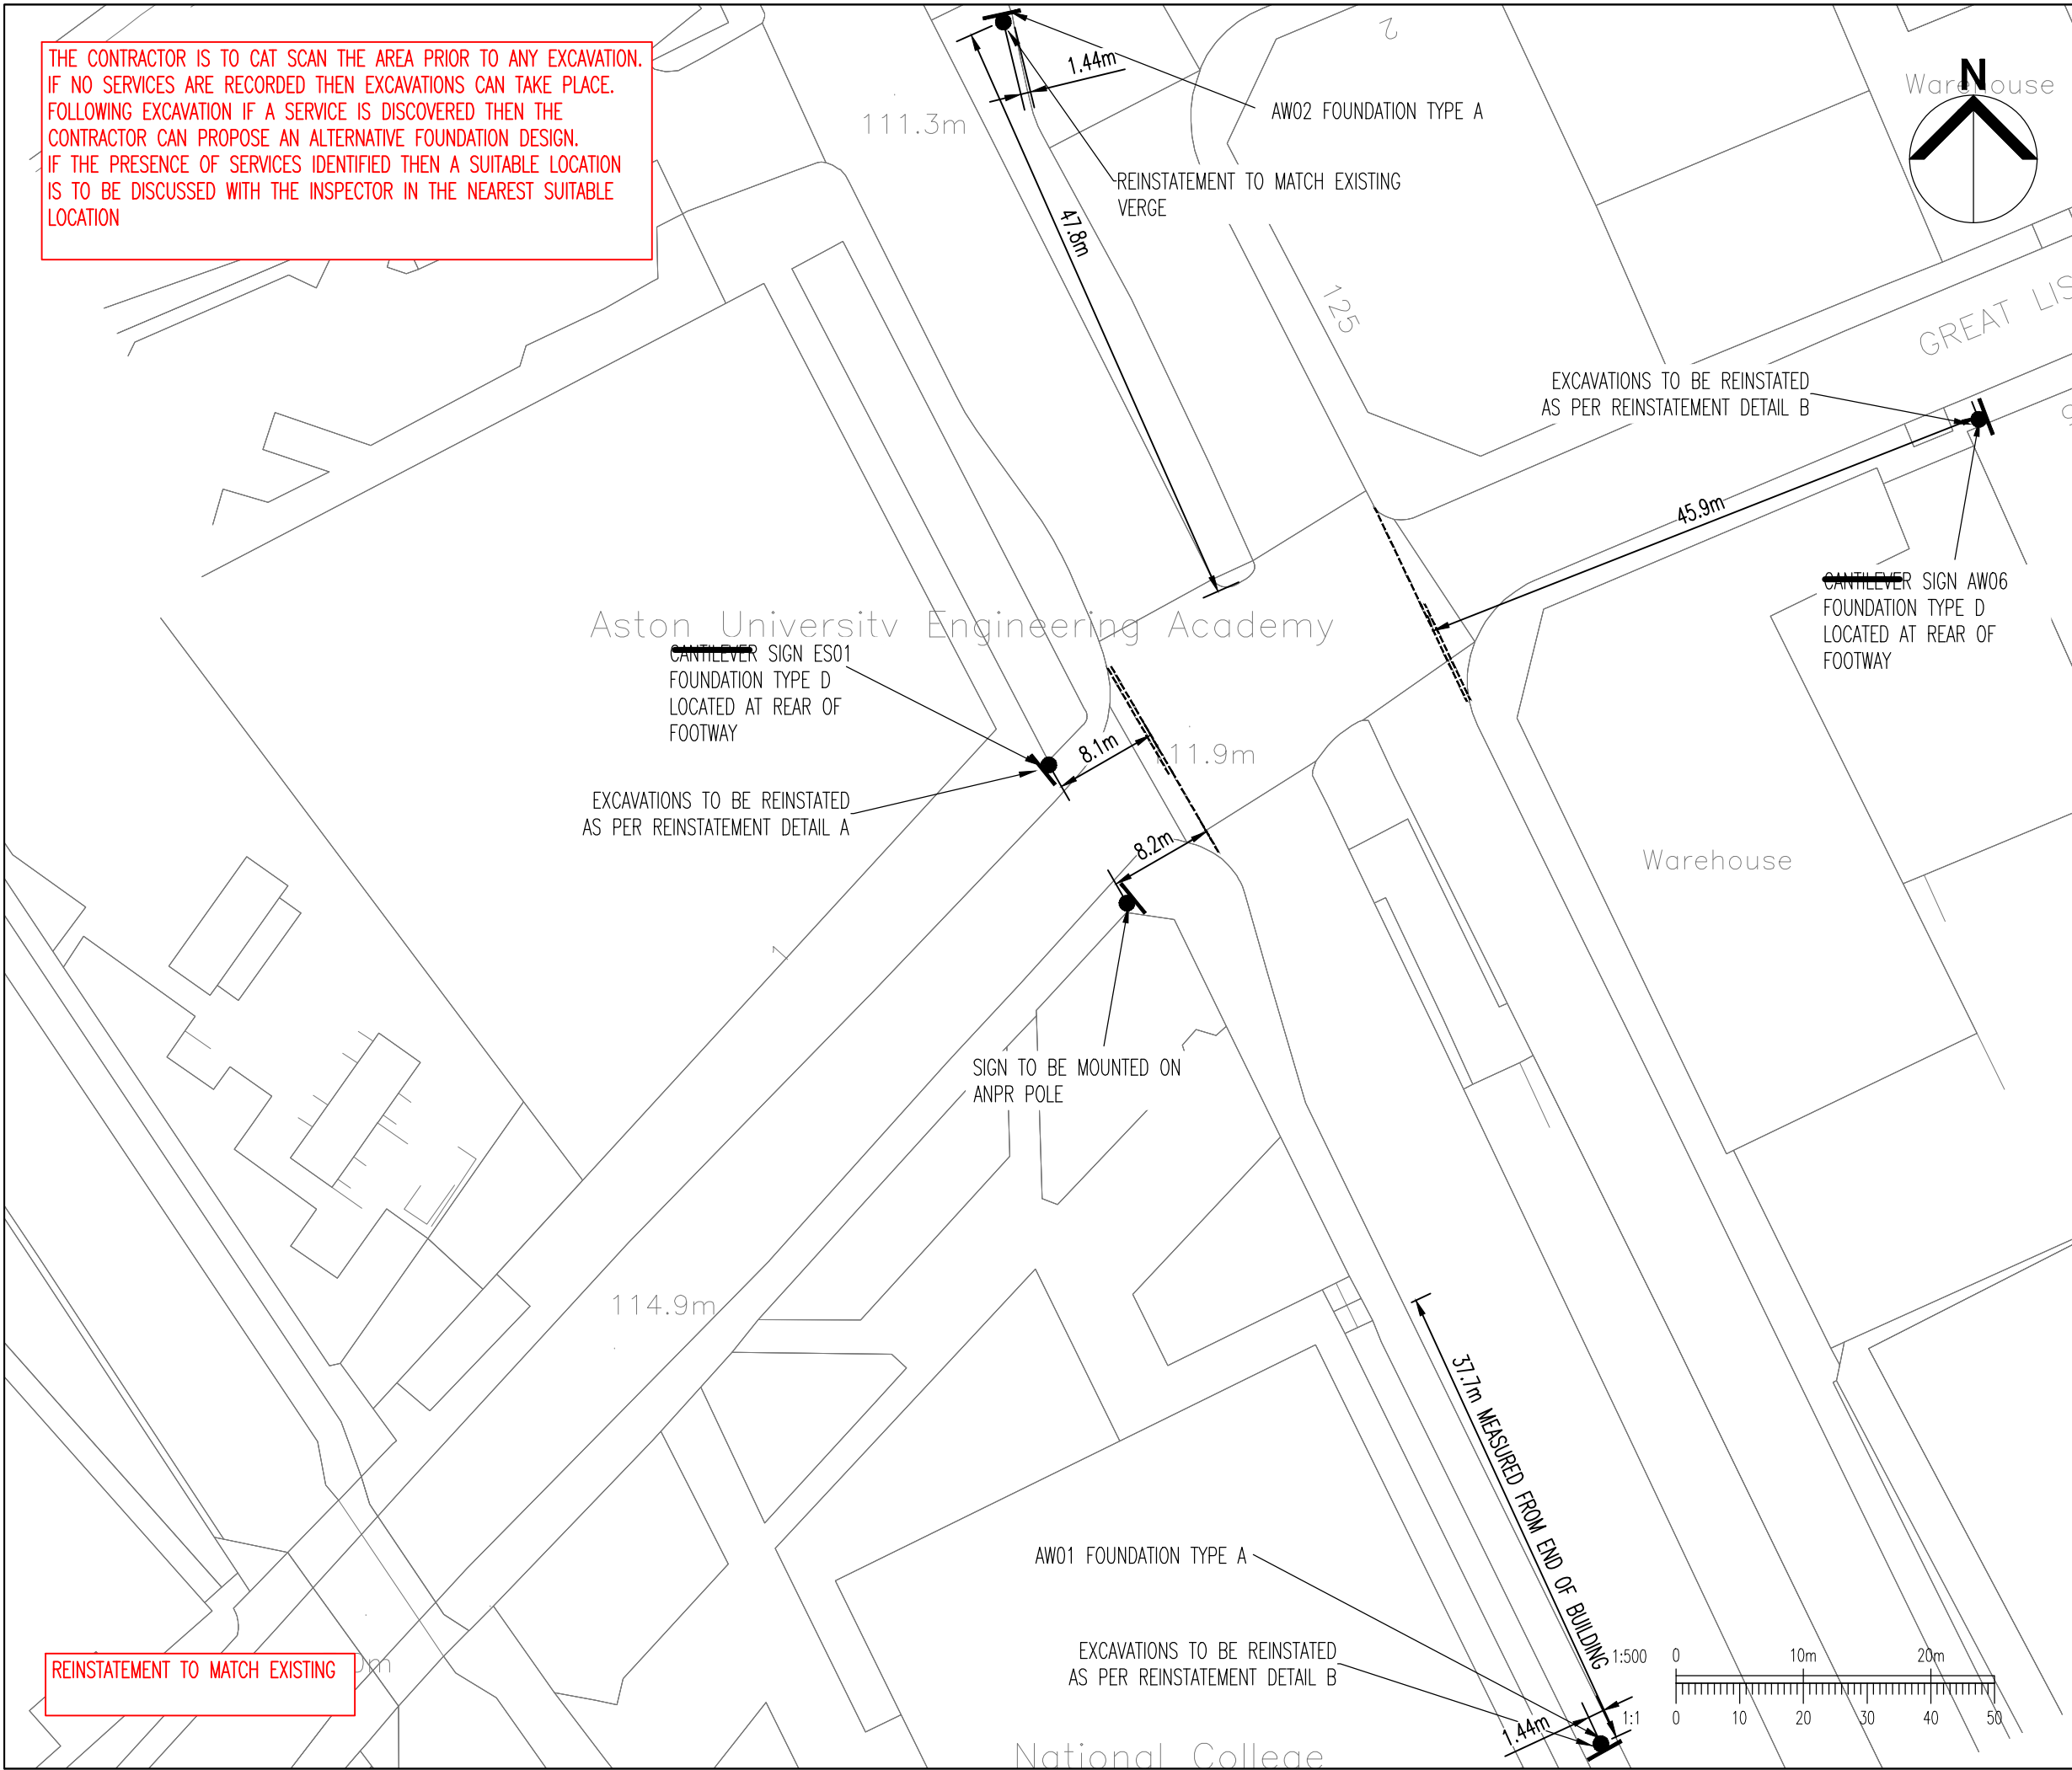 THE CONTRACTOR IS TO CAT SCAN THE AREA PRIOR TO ANY EXCAVATION.
IF NO SERVICES ARE RECORDED THEN EXCAVATIONS CAN TAKE PLACE.
FOLLOWING EXCAVATION IF A SERVICE IS DISCOVERED THEN THE
CONTRACTOR CAN PROPOSE AN ALTERNATIVE FOUNDATION DESIGN.
IF THE PRESENCE OF SERVICES IDENTIFIED THEN A SUITABLE LOCATION
IS TO BE DISCUSSED WITH THE INSPECTOR IN THE NEAREST SUITABLE
LOCATION
2
1.44m
111.3m
AW02 FOUNDATION TYPE A
Warehouse
N
REINSTATEMENT TO MATCH EXISTING
VERGE
47.8m
125
GREAT LIS
EXCAVATIONS TO BE REINSTATED
AS PER REINSTATEMENT DETAIL B
45.9m
CANTILEVER SIGN AW06
FOUNDATION TYPE D
LOCATED AT REAR OF
FOOTWAY
Aston University Engineering Academy
CANTILEVER SIGN ES01
FOUNDATION TYPE D
LOCATED AT REAR OF
FOOTWAY
8.1m
11.9m
EXCAVATIONS TO BE REINSTATED
AS PER REINSTATEMENT DETAIL A
8.2m
Warehouse
1
SIGN TO BE MOUNTED ON
ANPR POLE
114.9m
37.7m MEASURED FROM END OF BUILDING
AW01 FOUNDATION TYPE A
EXCAVATIONS TO BE REINSTATED
AS PER REINSTATEMENT DETAIL B
REINSTATEMENT TO MATCH EXISTING
0m
1:500 0 10m 20m
1:1 0 10 20 30 40 50
1.44m
National College